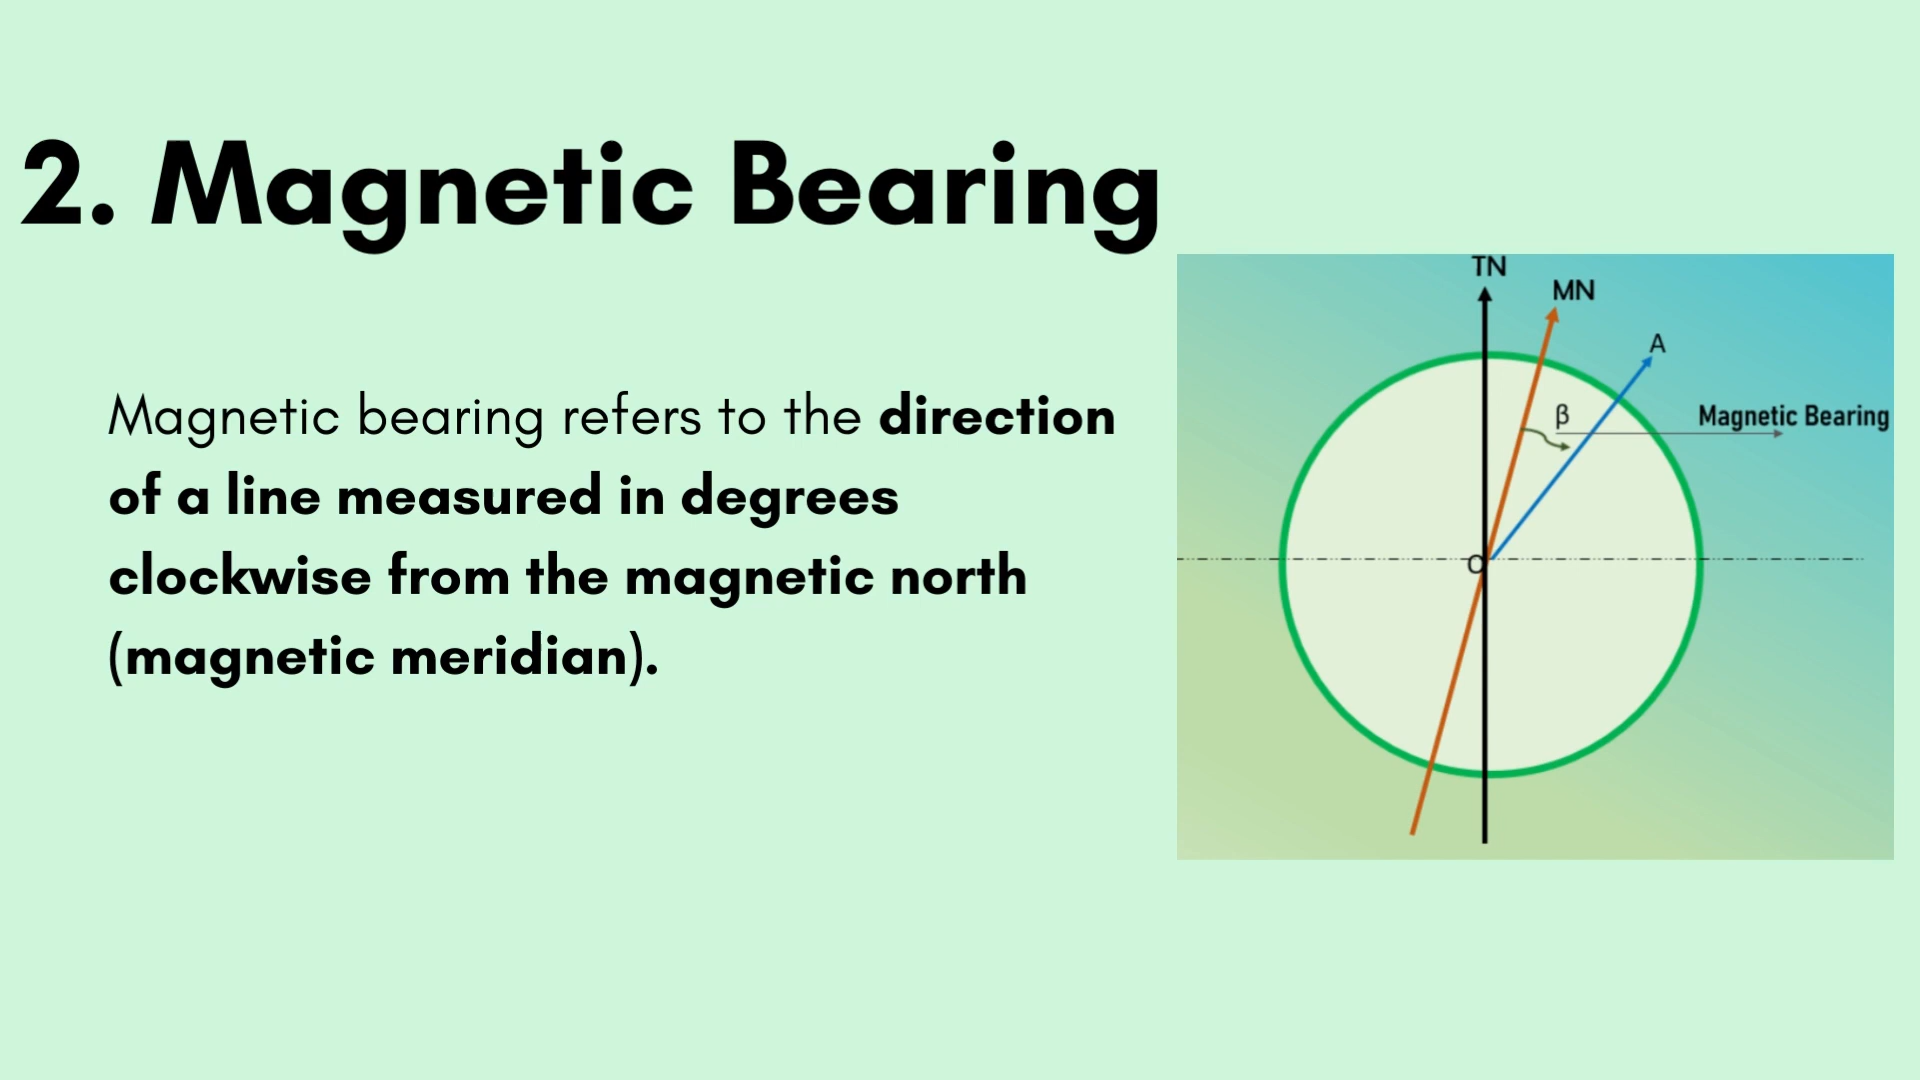 2. Magnetic Bearing
Magnetic bearing refers to the direction
of a line measured in degrees
clockwise from the magnetic north
(magnetic meridian).
TN
MN
A
β
Magnetic Bearing
O